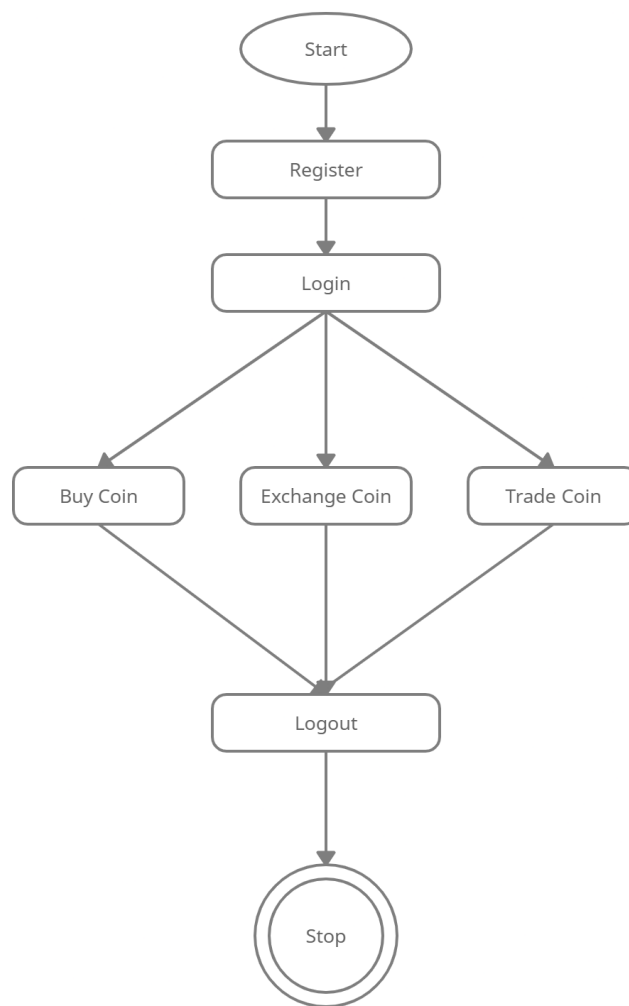 Start
Register
Login
Buy Coin
Exchange Coin
Trade Coin
Logout
Stop